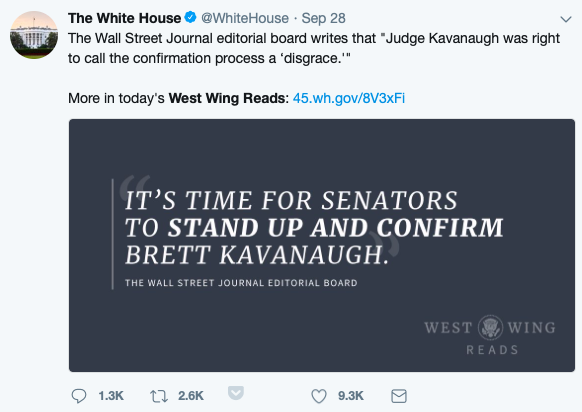 The White House @WhiteHouse · Sep 28
The Wall Street Journal editorial board writes that "Judge Kavanaugh was right
to call the confirmation process a ‘disgrace.'"
More in today's West Wing Reads: 45.wh.gov/8V3xFi
“IT’S TIME FOR SENATORS
TO STAND UP AND CONFIRM
BRETT KAVANAUGH.”
THE WALL STREET JOURNAL EDITORIAL BOARD
WEST WING
READS
1.3K 2.6K 9.3K